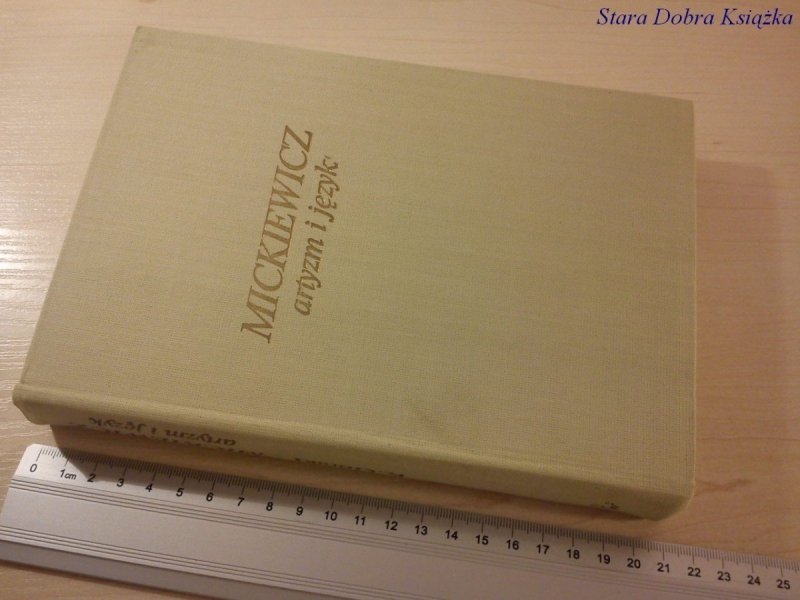 Stara Dobra Książka
MICKIEWICZ
artyzm i język
artyzm i język
0 1cm 2 3 4 5 6 7 8 9 10 11 12 13 14 15 16 17 18 19 20 21 22 23 24 25